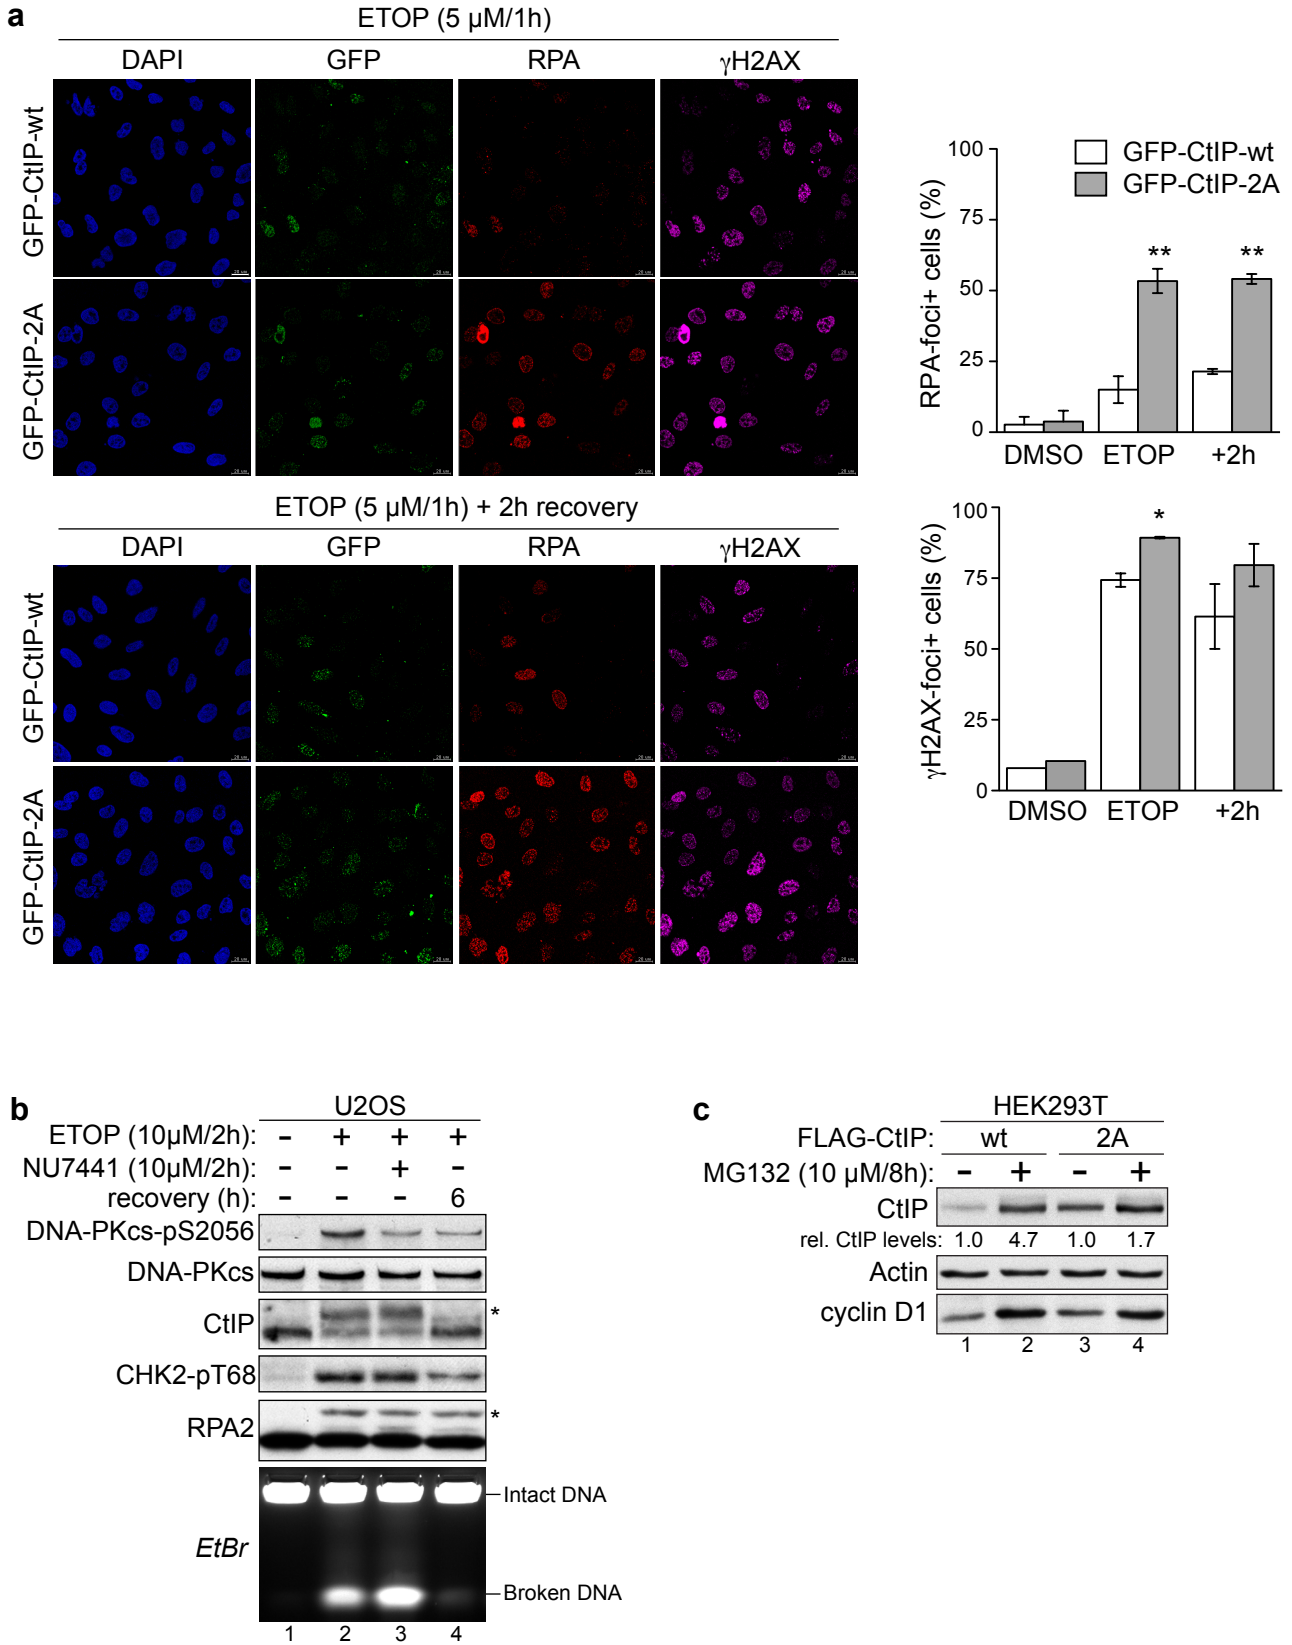 a
ETOP (5 µM/1h)
DAPI GFP RPA γH2AX
GFP-CtIP-wt
GFP-CtIP-2A
ETOP (5 µM/1h) + 2h recovery
DAPI GFP RPA γH2AX
GFP-CtIP-wt
GFP-CtIP-2A
GFP-CtIP-wt
GFP-CtIP-2A
RPA-foci+ cells (%)
100
75
50
25
0
** **
DMSO ETOP +2h
γH2AX-foci+ cells (%)
100
75
50
25
0
*
DMSO ETOP +2h
b
U2OS
ETOP (10µM/2h): - + + +
NU7441 (10µM/2h): - - + -
recovery (h): - - - 6
DNA-PKcs-pS2056
DNA-PKcs
CtIP *
CHK2-pT68
RPA2 *
Intact DNA
EtBr
Broken DNA
1 2 3 4
c
HEK293T
FLAG-CtIP: wt 2A
MG132 (10 µM/8h): - + - +
CtIP
rel. CtIP levels: 1.0 4.7 1.0 1.7
Actin
cyclin D1
1 2 3 4